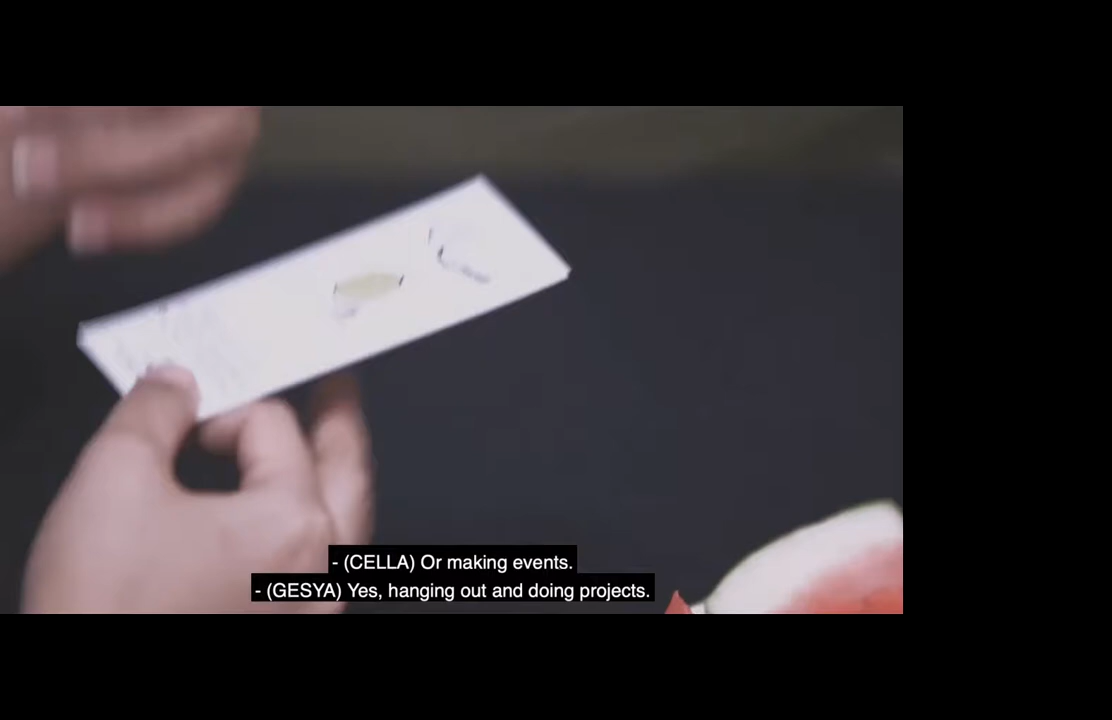 - (CELLA) Or making events.
- (GESYA) Yes, hanging out and doing projects.